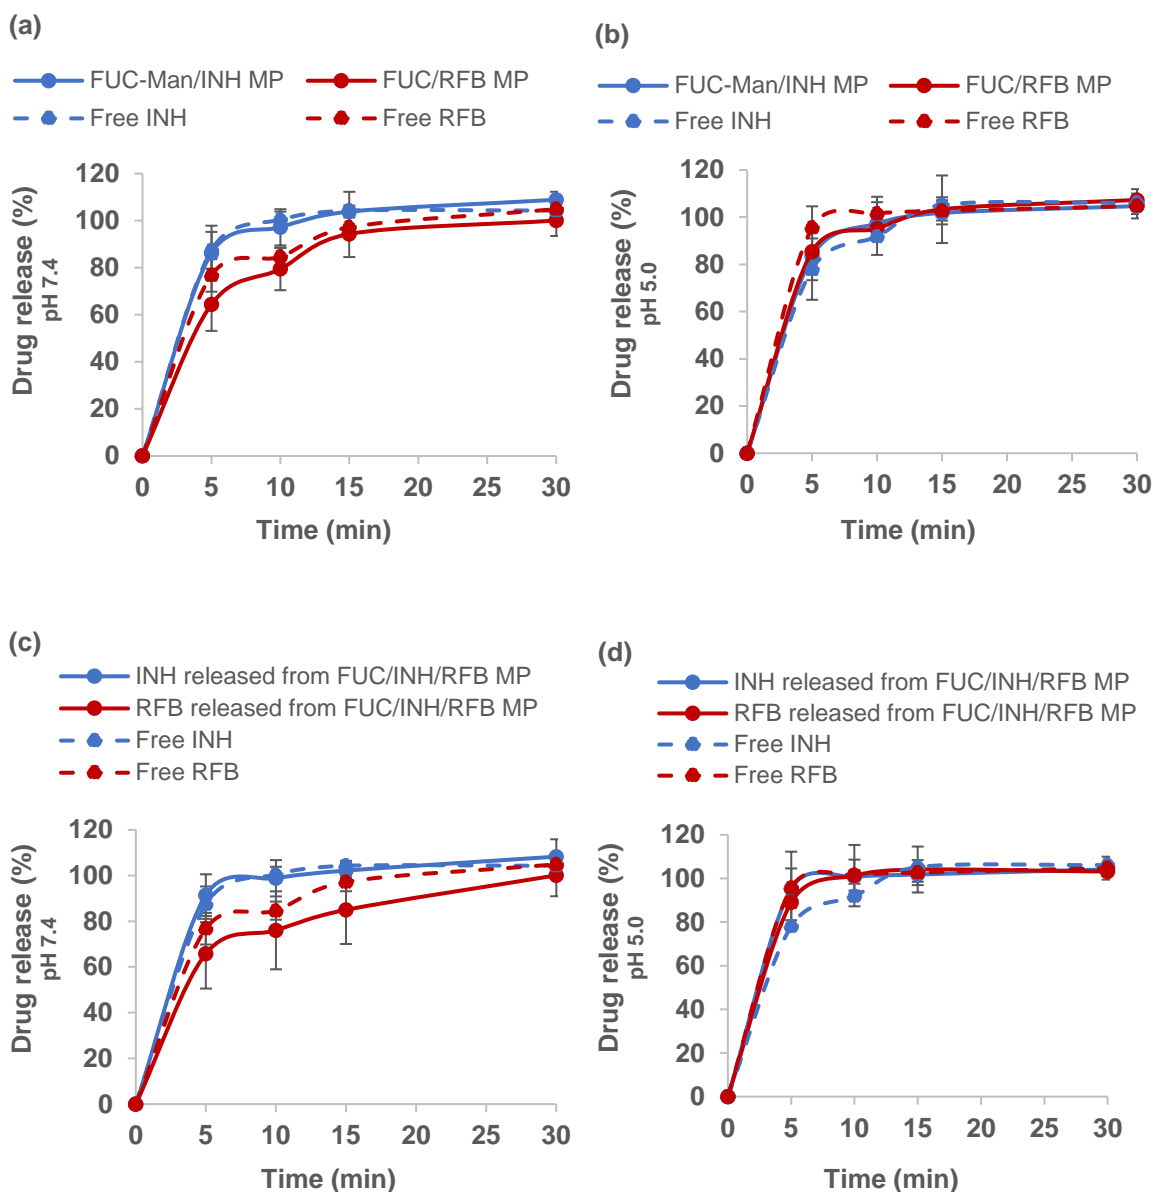 (a)
FUC-Man/INH MP
FUC/RFB MP
Free INH
Free RFB
Drug release (%)
pH 7.4
120
100
80
60
40
20
0
0 5 10 15 20 25 30
Time (min)
(b)
FUC-Man/INH MP
FUC/RFB MP
Free INH
Free RFB
Drug release (%)
pH 5.0
120
100
80
60
40
20
0
0 5 10 15 20 25 30
Time (min)
(c)
INH released from FUC/INH/RFB MP
RFB released from FUC/INH/RFB MP
Free INH
Free RFB
Drug release (%)
pH 7.4
120
100
80
60
40
20
0
0 5 10 15 20 25 30
Time (min)
(d)
INH released from FUC/INH/RFB MP
RFB released from FUC/INH/RFB MP
Free INH
Free RFB
Drug release (%)
pH 5.0
120
100
80
60
40
20
0
0 5 10 15 20 25 30
Time (min)